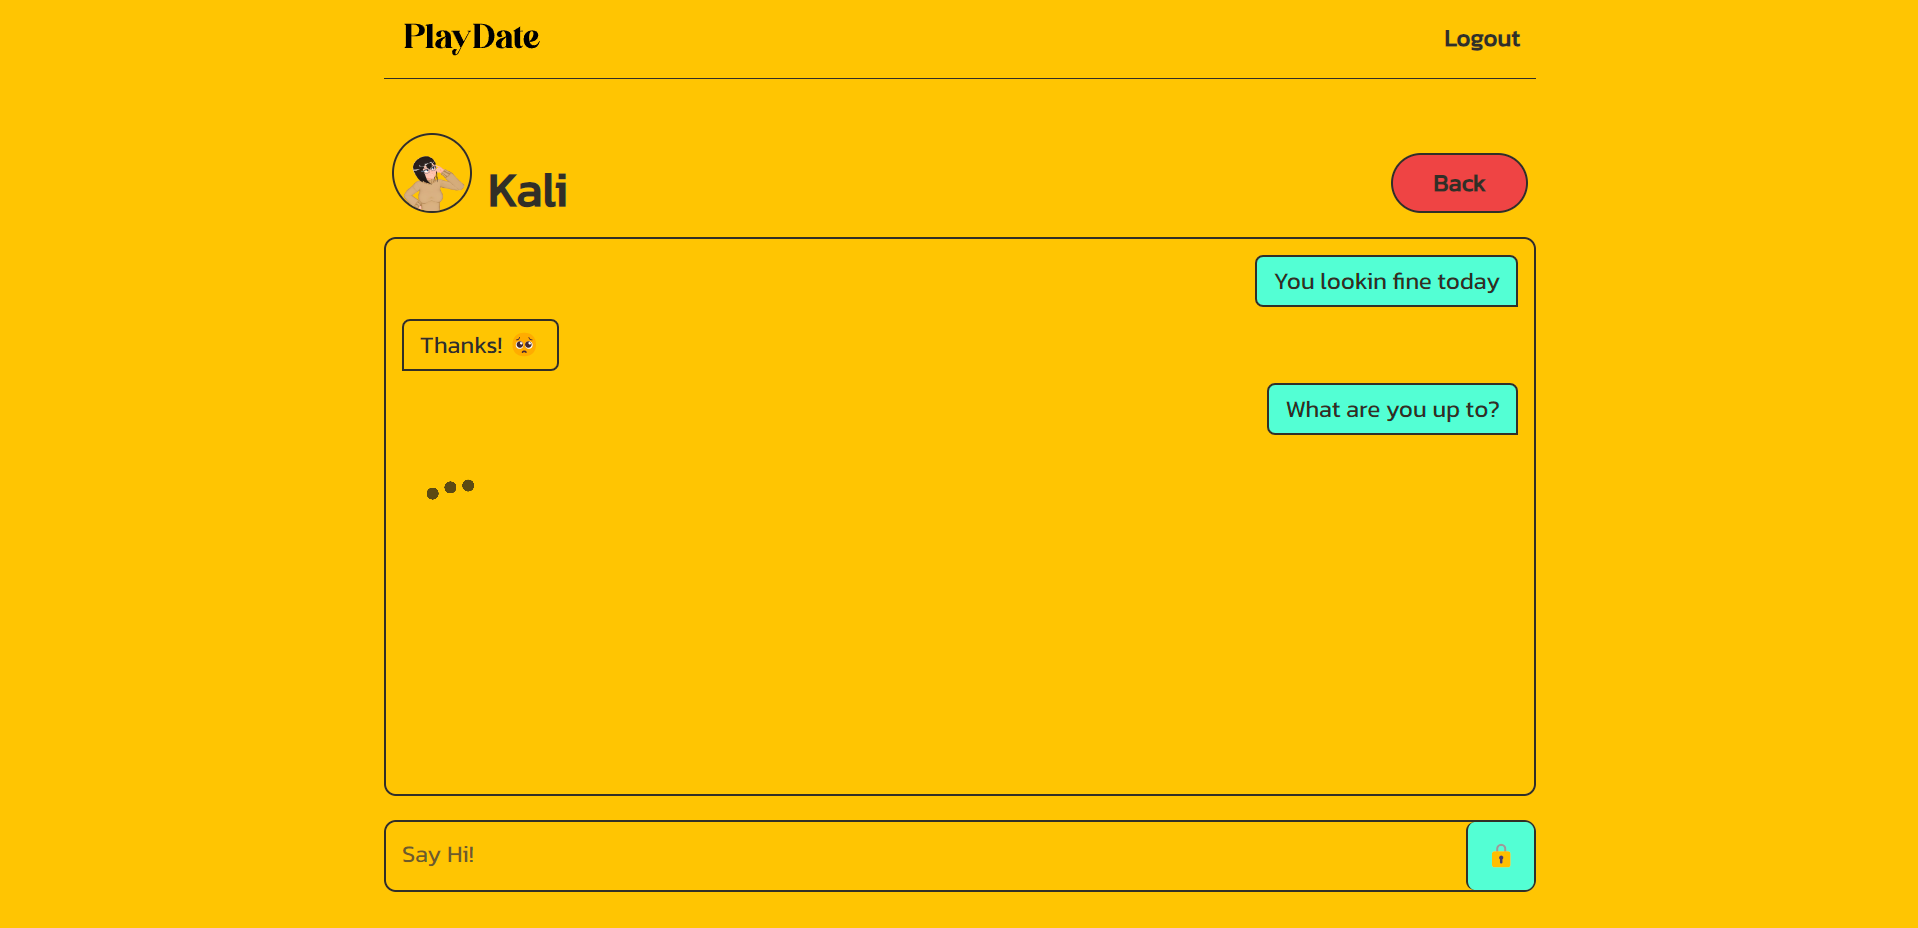 PlayDate
Logout
Kali
Back
You lookin fine today
Thanks! 🥺
What are you up to?
Say Hi!